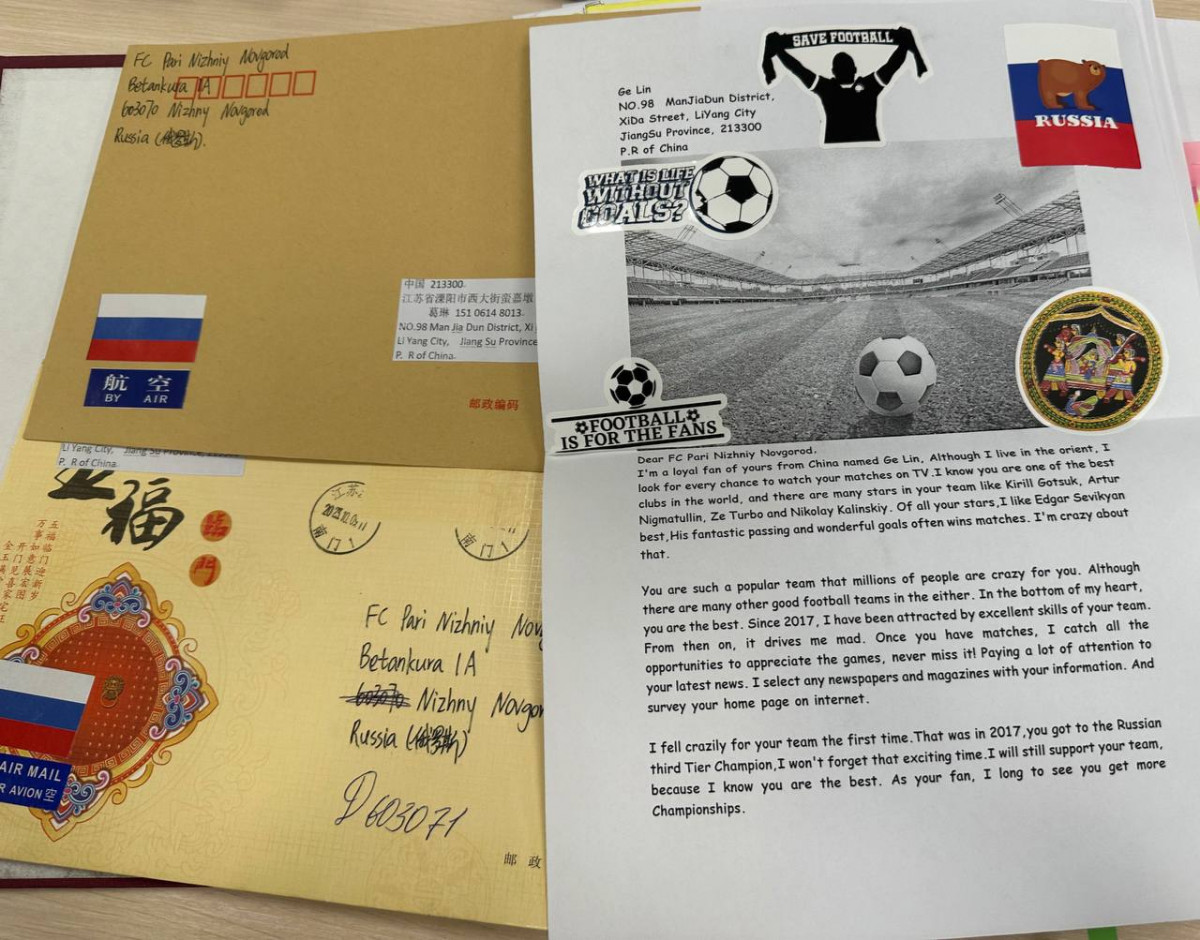 FC Pari Nizhniy Novgorod
Betankura 1A
603070 Nizhny Novgorod
Russia
中国 213300
江苏省溧阳市西大街蛮墩
葛琳 151 0614 8013
NO.98 Man Jia Dun District, Xi
Li Yang City, Jiang Su Province
P. R of China.
航 空
BY AIR
邮政编码
Li Yang City, Jiang Su Province
P. R of China
福
临
门
江苏
南门1
南门1
FC Pari Nizhniy Nov
Betankura 1A
Nizhny Novgor
Russia
603071
AIR MAIL
R AVION 空
邮 政
SAVE FOOTBALL
RUSSIA
Ge Lin
NO.98 ManJiaDun District,
XiDa Street, LiYang City
JiangSu Province, 213300
P.R of China
WHAT IS LIFE
WITHOUT
GOALS?
FOOTBALL
IS FOR THE FANS
Dear FC Pari Nizhniy Novgorod,
I'm a loyal fan of yours from China named Ge Lin, Although I live in the orient, I
look for every chance to watch your matches on TV.I know you are one of the best
clubs in the world, and there are many stars in your team like Kirill Gotsuk, Artur
Nigmatullin, Ze Turbo and Nikolay Kalinskiy. Of all your stars,I like Edgar Sevikyan
best,His fantastic passing and wonderful goals often wins matches. I'm crazy about
that.
You are such a popular team that millions of people are crazy for you. Although
there are many other good football teams in the either. In the bottom of my heart,
you are the best. Since 2017, I have been attracted by excellent skills of your team.
From then on, it drives me mad. Once you have matches, I catch all the
opportunities to appreciate the games, never miss it! Paying a lot of attention to
your latest news. I select any newspapers and magazines with your information. And
survey your home page on internet.
I fell crazily for your team the first time.That was in 2017,you got to the Russian
third Tier Champion,I won't forget that exciting time.I will still support your team,
because I know you are the best. As your fan, I long to see you get more
Championships.